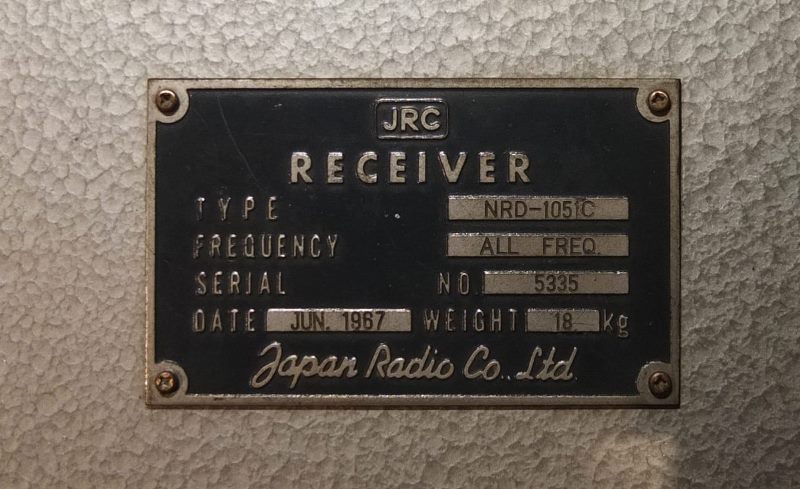 JRC
RECEIVER
TYPE NRD-1051C
FREQUENCY ALL FREQ.
SERIAL NO. 5335
DATE JUN. 1967 WEIGHT 18 kg
Japan Radio Co., Ltd.